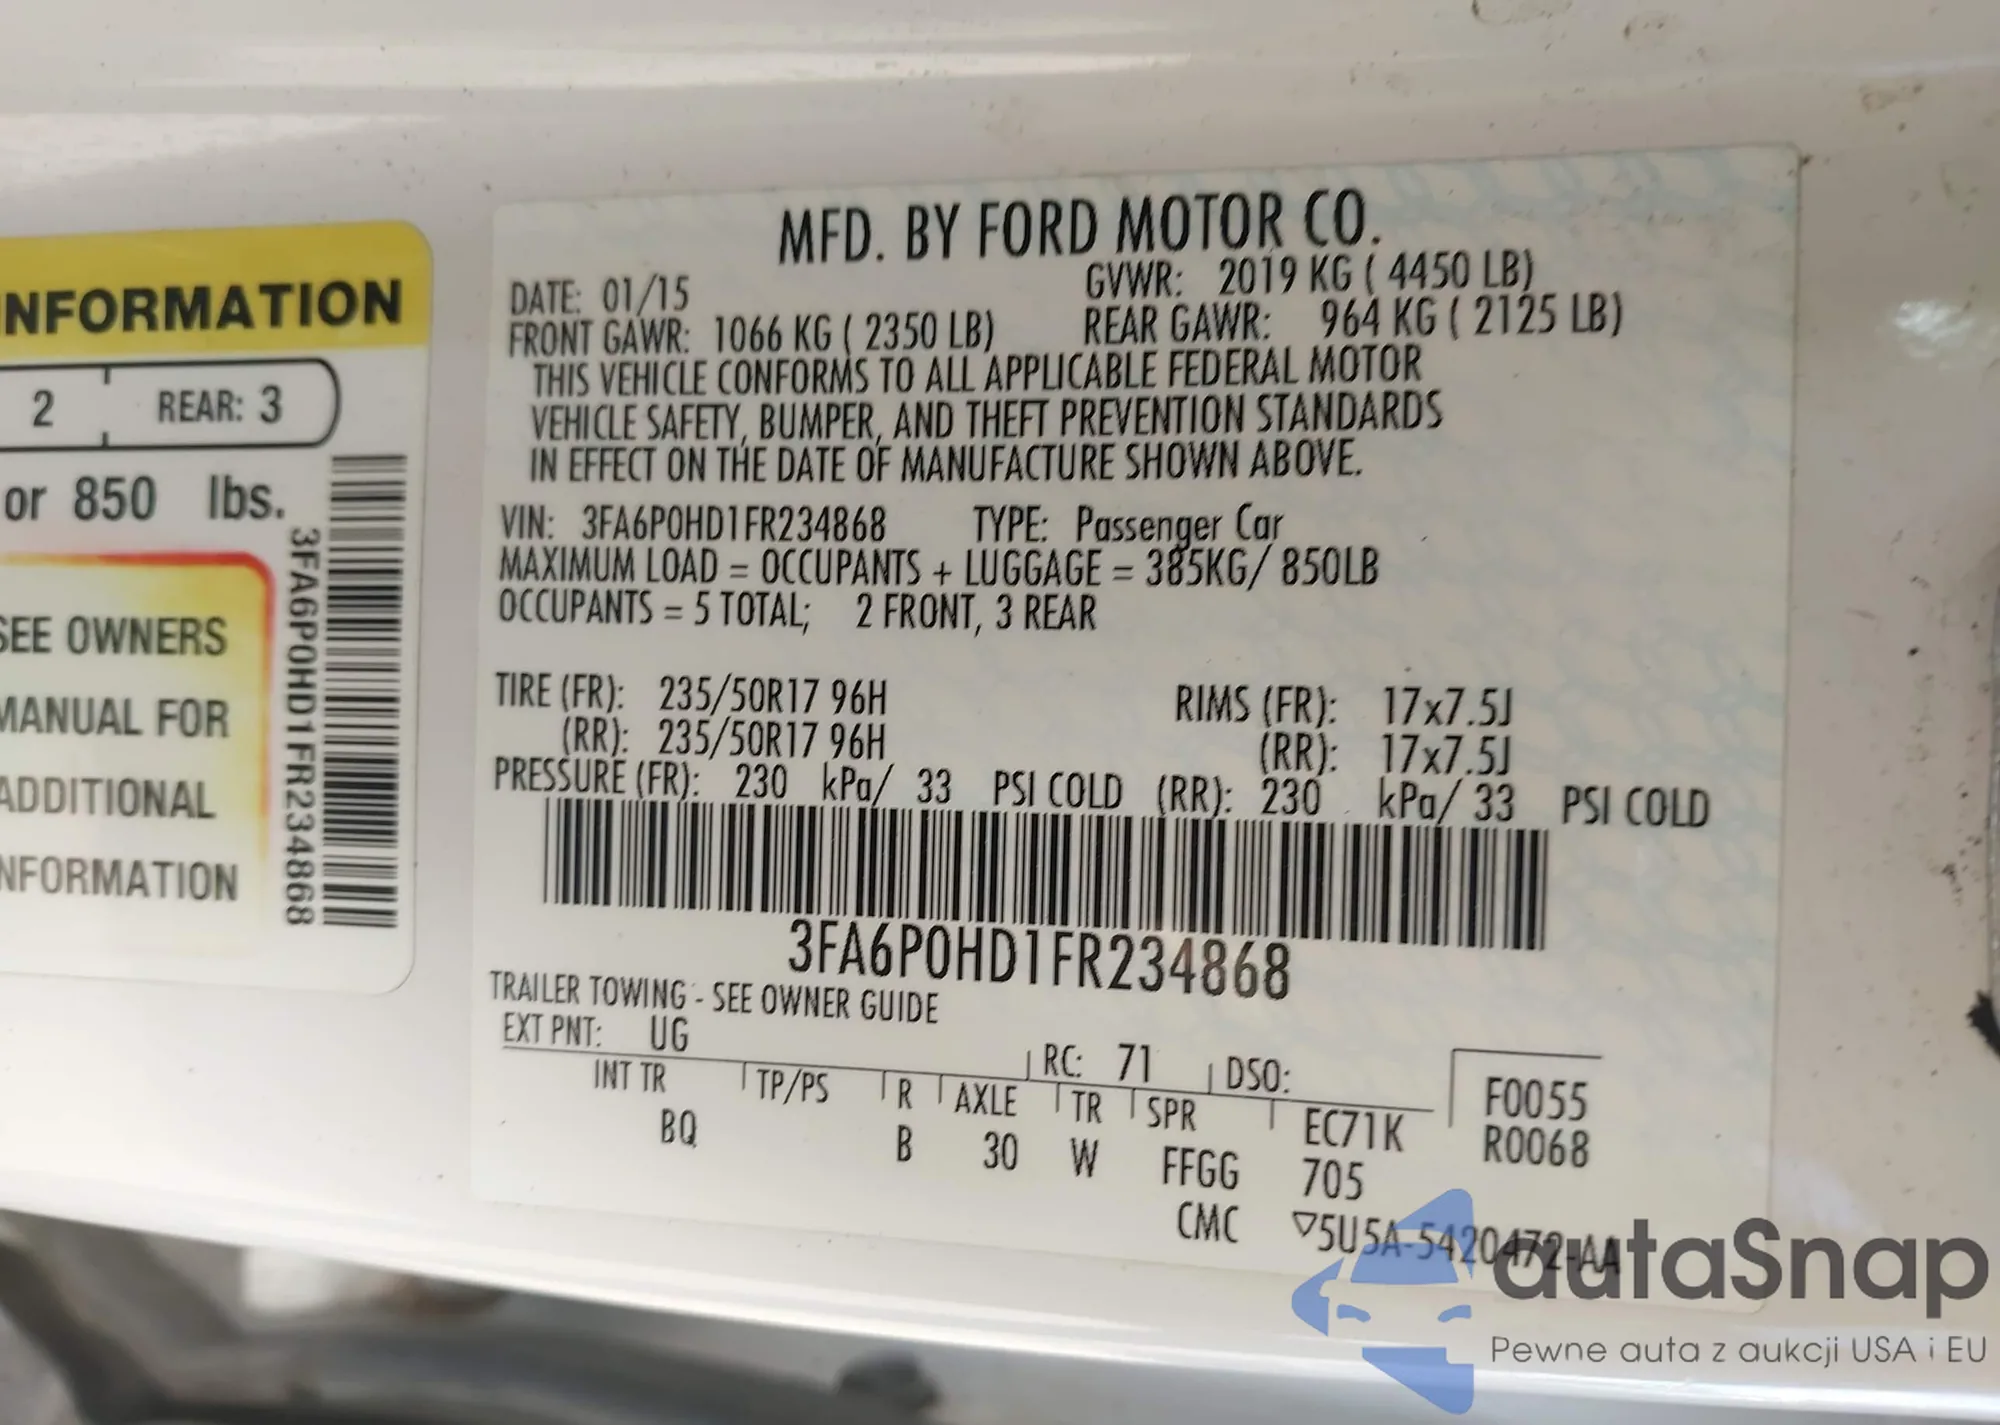 INFORMATION
2 REAR: 3
or 850 lbs.
SEE OWNERS
MANUAL FOR
ADDITIONAL
INFORMATION
3FA6P0HD1FR234868
MFD. BY FORD MOTOR CO.
DATE: 01/15 GVWR: 2019 KG ( 4450 LB)
FRONT GAWR: 1066 KG ( 2350 LB) REAR GAWR: 964 KG ( 2125 LB)
THIS VEHICLE CONFORMS TO ALL APPLICABLE FEDERAL MOTOR
VEHICLE SAFETY, BUMPER, AND THEFT PREVENTION STANDARDS
IN EFFECT ON THE DATE OF MANUFACTURE SHOWN ABOVE.
VIN: 3FA6P0HD1FR234868 TYPE: Passenger Car
MAXIMUM LOAD = OCCUPANTS + LUGGAGE = 385KG/ 850LB
OCCUPANTS = 5 TOTAL; 2 FRONT, 3 REAR
TIRE (FR): 235/50R17 96H RIMS (FR): 17x7.5J
(RR): 235/50R17 96H (RR): 17x7.5J
PRESSURE (FR): 230 kPa/ 33 PSI COLD (RR): 230 kPa/ 33 PSI COLD
3FA6P0HD1FR234868
TRAILER TOWING - SEE OWNER GUIDE
EXT PNT: UG RC: 71 DSO: F0055
INT TR TP/PS R AXLE TR SPR EC71K R0068
BQ B 30 W FFGG 705
CMC ▽5U5A-5420472-AA
autaSnap
Pewne auta z aukcji USA i EU